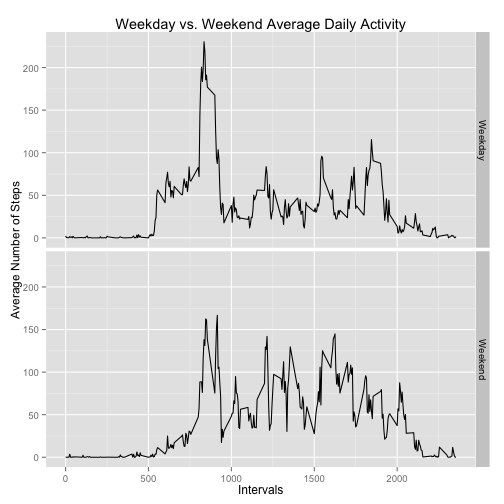 Weekday vs. Weekend Average Daily Activity
Average Number of Steps
200
150
100
50
0
Weekday
200
150
100
50
0
Weekend
0 500 1000 1500 2000
Intervals